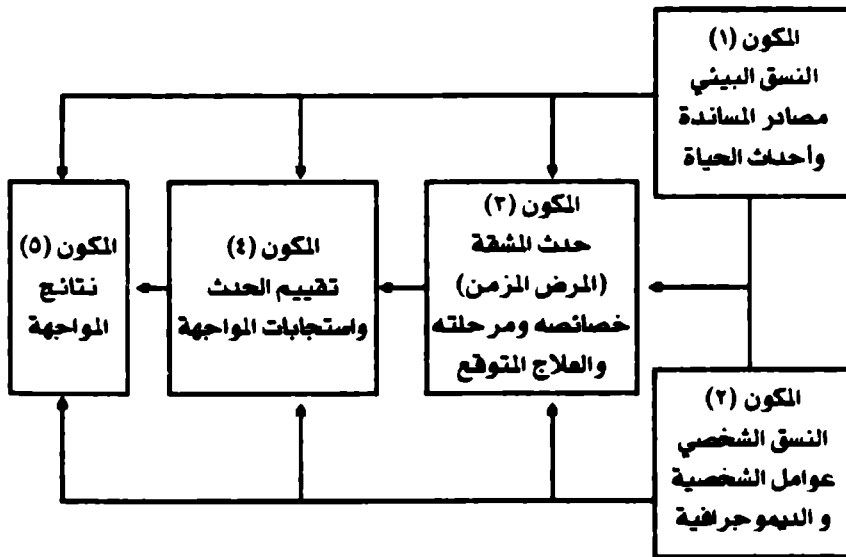 المكون (١)
النسق البيئي
مصادر المساندة
وأحداث الحياة
المكون (٢)
النسق الشخصي
عوامل الشخصية
و الديموجرافية
المكون (٣)
حدث المشقة
(المرض المزمن)
خصائصه ومرحلته
والعلاج المتوقع
المكون (٤)
تقييم الحدث
واستجابات المواجهة
المكون (٥)
نتائج
المواجهة